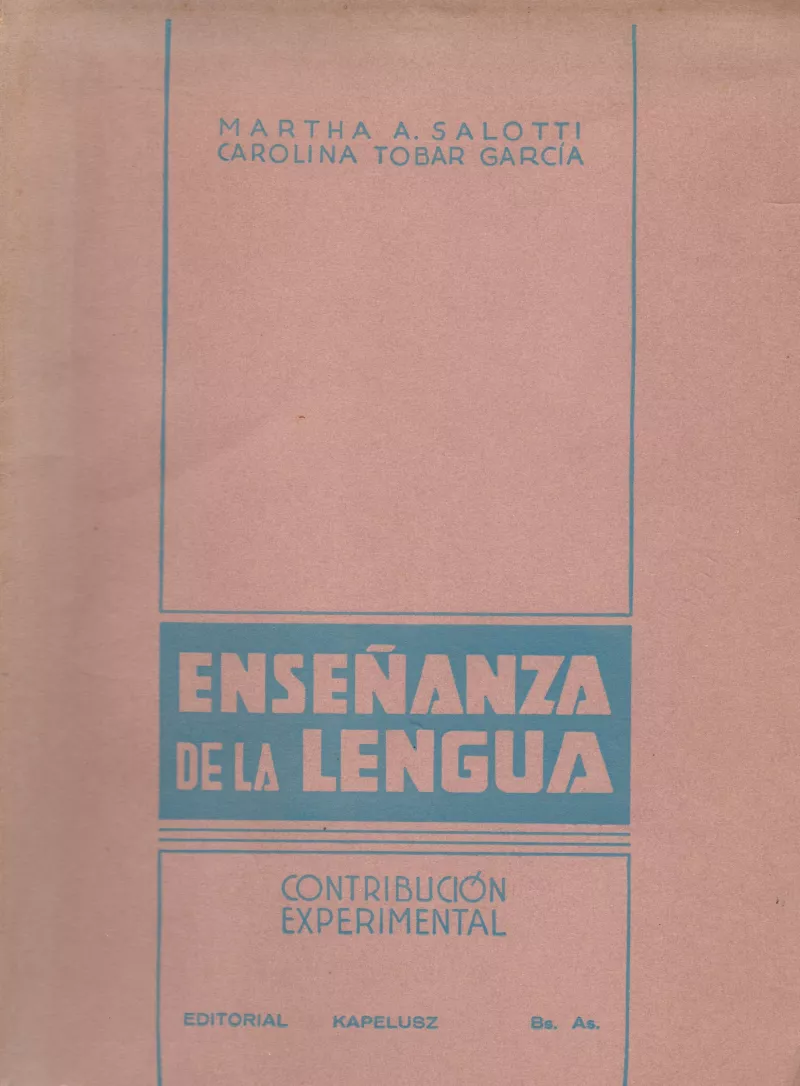 MARTHA A. SALOTTI
CAROLINA TOBAR GARCÍA
ENSEÑANZA
DE LA LENGUA
CONTRIBUCIÓN
EXPERIMENTAL
EDITORIAL KAPELUSZ Bs. As.